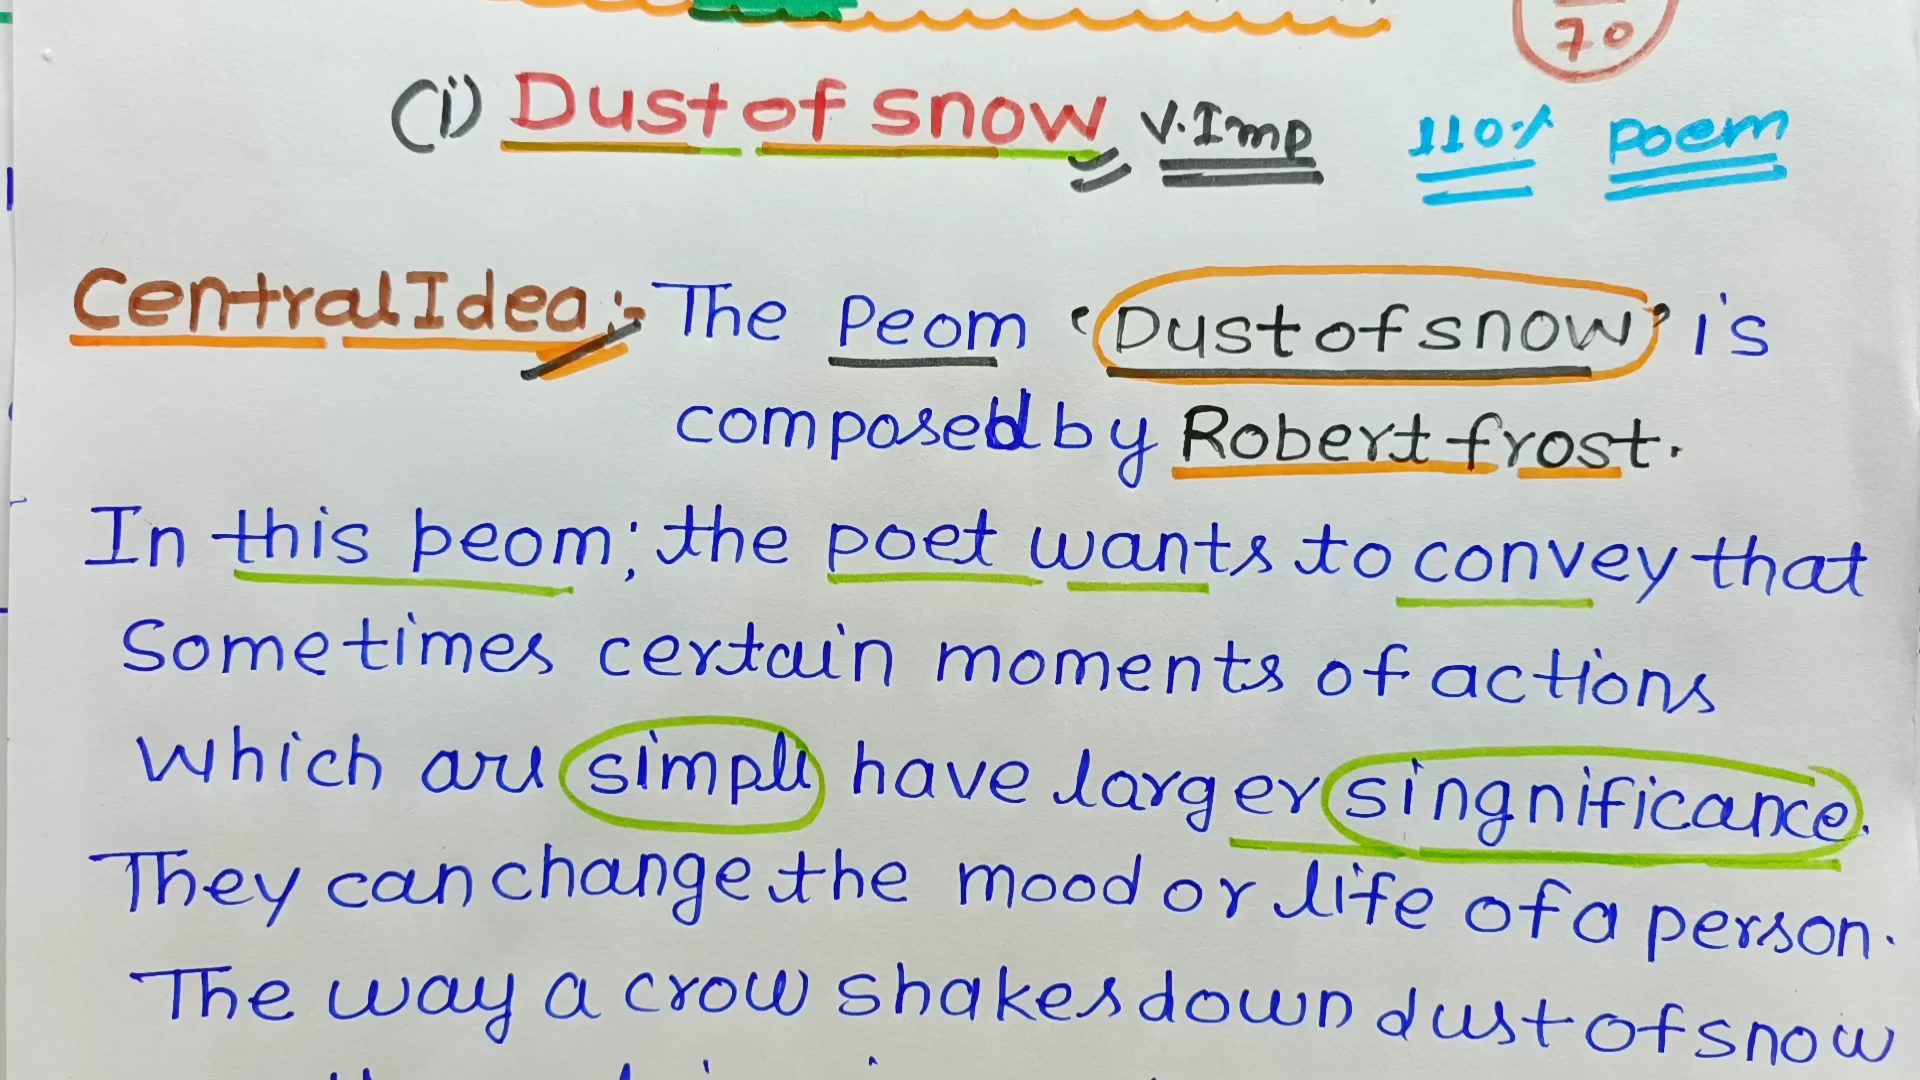 70
(i) Dust of snow V.Imp 110% Poem
Central Idea:- The Peom 'Dust of snow' is
composed by Robert frost.
In this peom; the poet wants to convey that
Sometimes certain moments of actions
which are simple have larger singnificance.
They can change the mood or life of a person.
The way a crow shakes down dust of snow